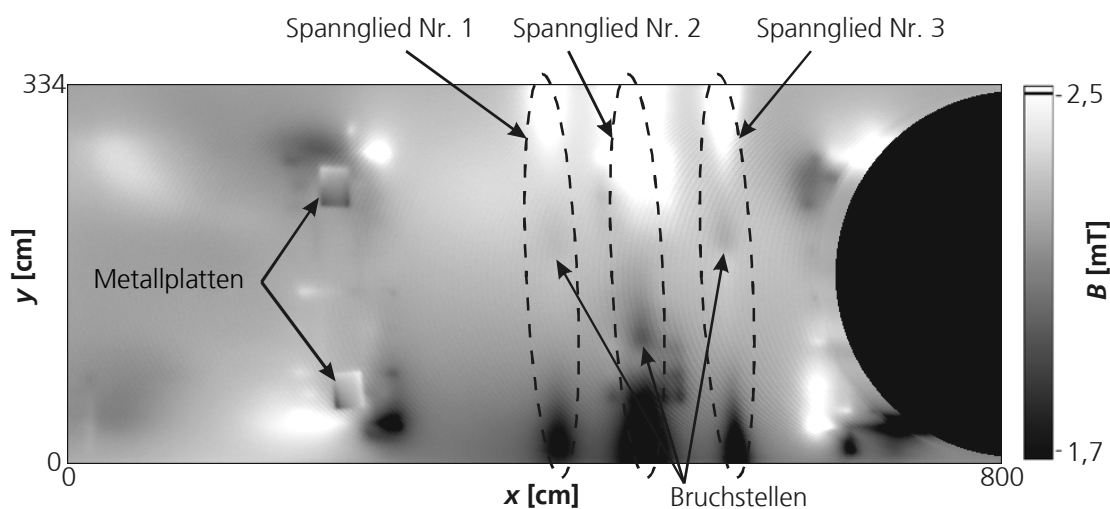 Spannglied Nr. 1
Spannglied Nr. 2
Spannglied Nr. 3
334
2,5
y [cm]
Metallplatten
B [mT]
0
1,7
0
x [cm]
Bruchstellen
800